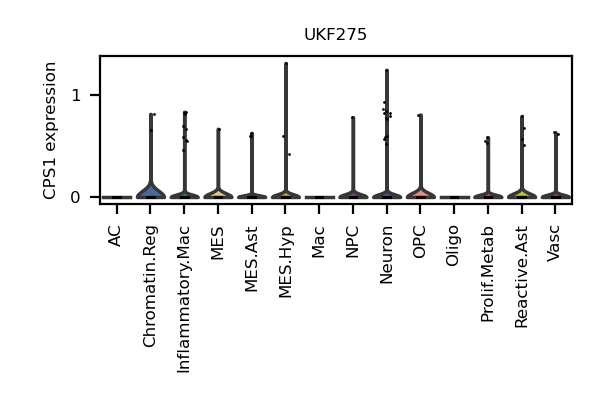 UKF275
CPS1 expression
1
0
AC
Chromatin.Reg
Inflammatory.Mac
MES
MES.Ast
MES.Hyp
Mac
NPC
Neuron
OPC
Oligo
Prolif.Metab
Reactive.Ast
Vasc